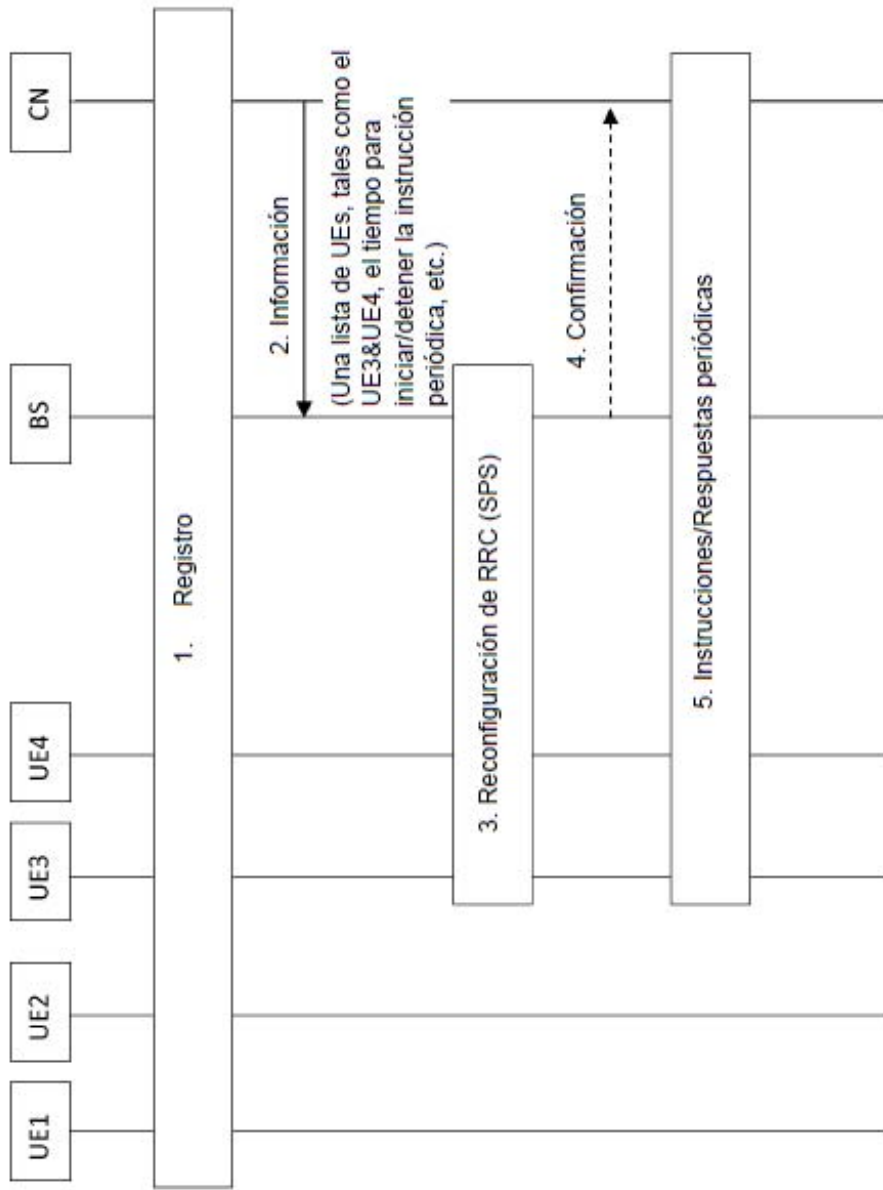 UE1
UE2
UE3
UE4
BS
CN
1. Registro
2. Información
(Una lista de UEs, tales como el
UE3&UE4, el tiempo para
iniciar/detener la instrucción
periódica, etc.)
3. Reconfiguración de RRC (SPS)
4. Confirmación
5. Instrucciones/Respuestas periódicas